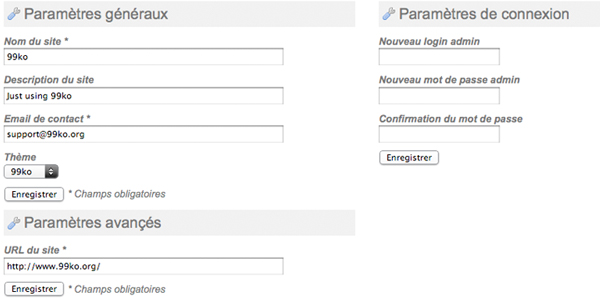 Paramètres généraux
Nom du site *
99ko
Description du site
Just using 99ko
Email de contact *
support@99ko.org
Thème
99ko
Enregistrer * Champs obligatoires
Paramètres avançés
URL du site *
http://www.99ko.org/
Enregistrer * Champs obligatoires
Paramètres de connexion
Nouveau login admin
Nouveau mot de passe admin
Confirmation du mot de passe
Enregistrer